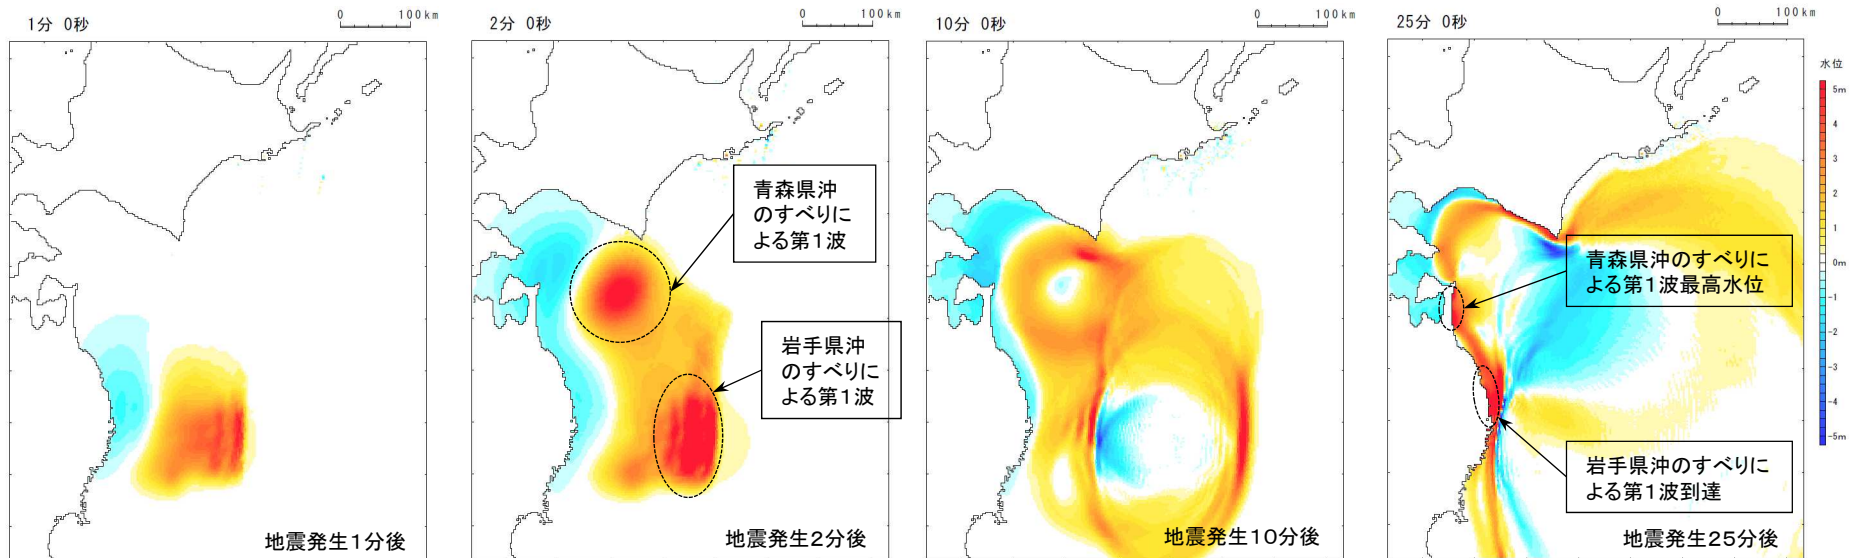 1分 0秒
0 100km
地震発生1分後
2分 0秒
0 100km
青森県沖
のすべりに
よる第1波
岩手県沖
のすべりに
よる第1波
地震発生2分後
10分 0秒
0 100km
地震発生10分後
25分 0秒
0 100km
青森県沖のすべりに
よる第1波最高水位
岩手県沖のすべりに
よる第1波到達
地震発生25分後
水位
5m
4
3
2
1
0m
-1
-2
-3
-4
-5m